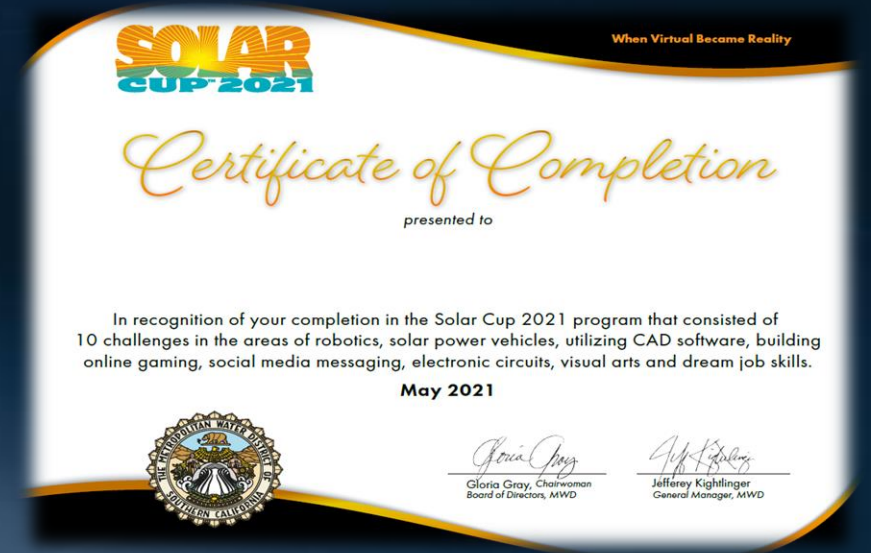 When Virtual Became Reality
SOLAR
CUP™ 2021
Certificate of Completion
presented to
In recognition of your completion in the Solar Cup 2021 program that consisted of
10 challenges in the areas of robotics, solar power vehicles, utilizing CAD software, building
online gaming, social media messaging, electronic circuits, visual arts and dream job skills.
May 2021
THE METROPOLITAN WATER DISTRICT OF
SOUTHERN CALIFORNIA
Gloria Gray
Gloria Gray, Chairwoman
Board of Directors, MWD
Jefferey Kightlinger
General Manager, MWD